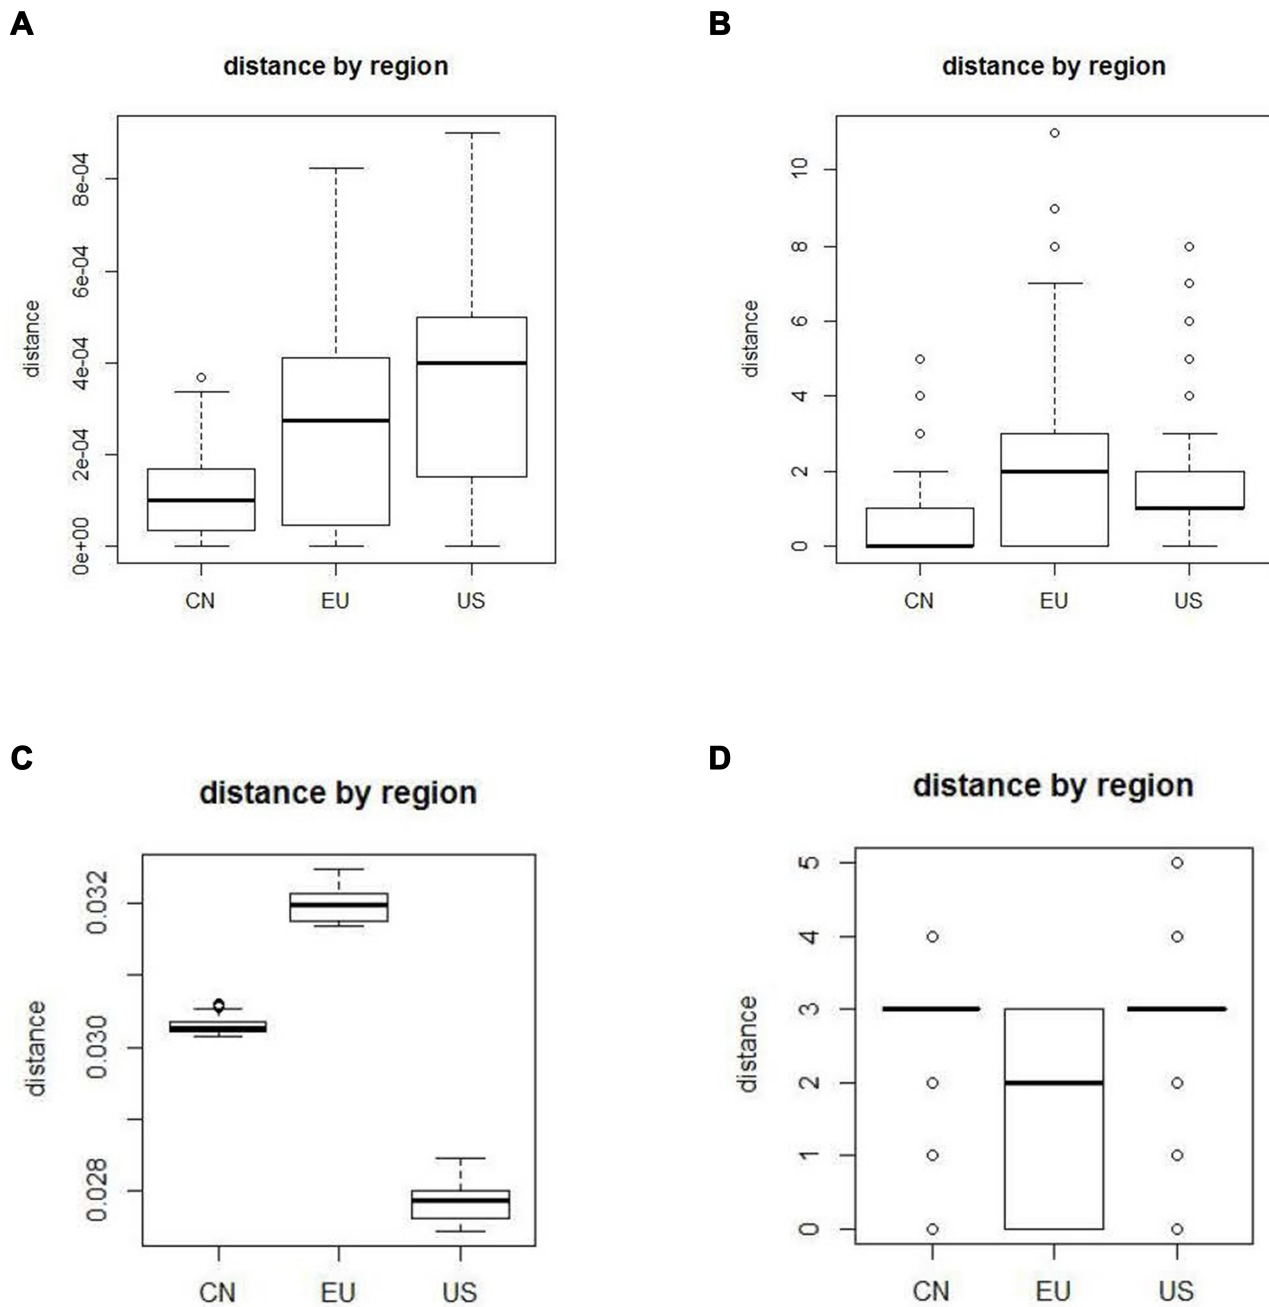 A
distance by region
distance
8e-04
6e-04
4e-04
2e-04
0e+00
CN EU US
B
distance by region
distance
10
8
6
4
2
0
CN EU US
C
distance by region
distance
0.032
0.030
0.028
CN EU US
D
distance by region
distance
5
4
3
2
1
0
CN EU US